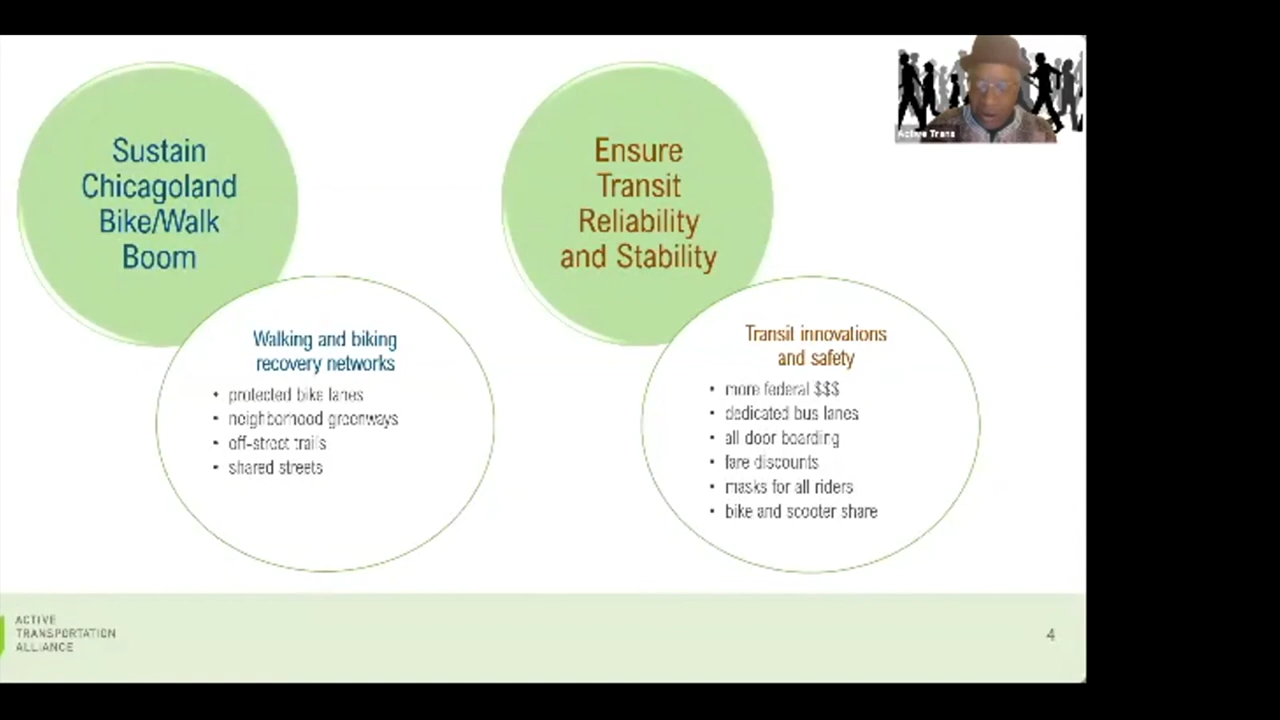 Sustain
Chicagoland
Bike/Walk
Boom
Walking and biking
recovery networks
• protected bike lanes
• neighborhood greenways
• off-street trails
• shared streets
Ensure
Transit
Reliability
and Stability
Transit innovations
and safety
• more federal $$$
• dedicated bus lanes
• all door boarding
• fare discounts
• masks for all riders
• bike and scooter share
Active Trans
ACTIVE
TRANSPORTATION
ALLIANCE
4